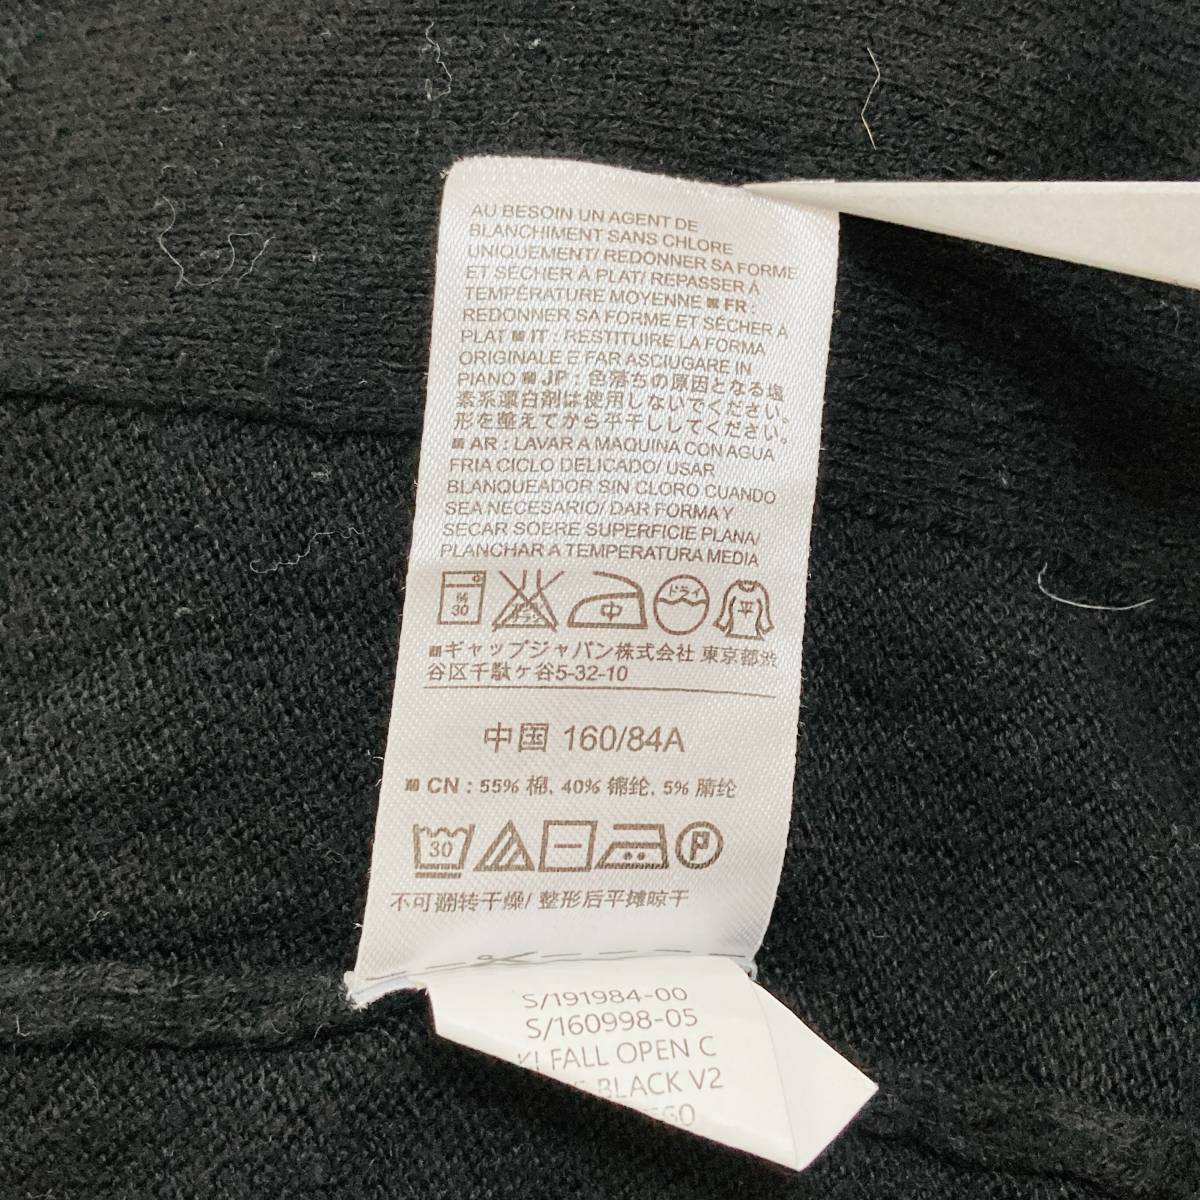 AU BESOIN UN AGENT DE
BLANCHIMENT SANS CHLORE
UNIQUEMENT/ REDONNER SA FORME
ET SÉCHER À PLAT/ REPASSER À
TEMPÉRATURE MOYENNE FR :
REDONNER SA FORME ET SÉCHER À
PLAT IT : RESTITUIRE LA FORMA
ORIGINALE E FAR ASCIUGARE IN
PIANO JP : 色落ちの原因となる塩
素系漂白剤は使用しないでください。
形を整えてから平干ししてください。
AR : LAVAR A MAQUINA CON AGUA
FRIA CICLO DELICADO/ USAR
BLANQUEADOR SIN CLORO CUANDO
SEA NECESARIO/ DAR FORMA Y
SECAR SOBRE SUPERFICIE PLANA/
PLANCHAR A TEMPERATURA MEDIA
30 中 ドライ 平
ギャップジャパン株式会社 東京都渋
谷区千駄ヶ谷5-32-10
中国 160/84A
CN : 55% 棉, 40% 锦纶, 5% 腈纶
30 P
不可翻转干燥/ 整形后平摊晾干
S/191984-00
S/160998-05
KI FALL OPEN C
BLACK V2